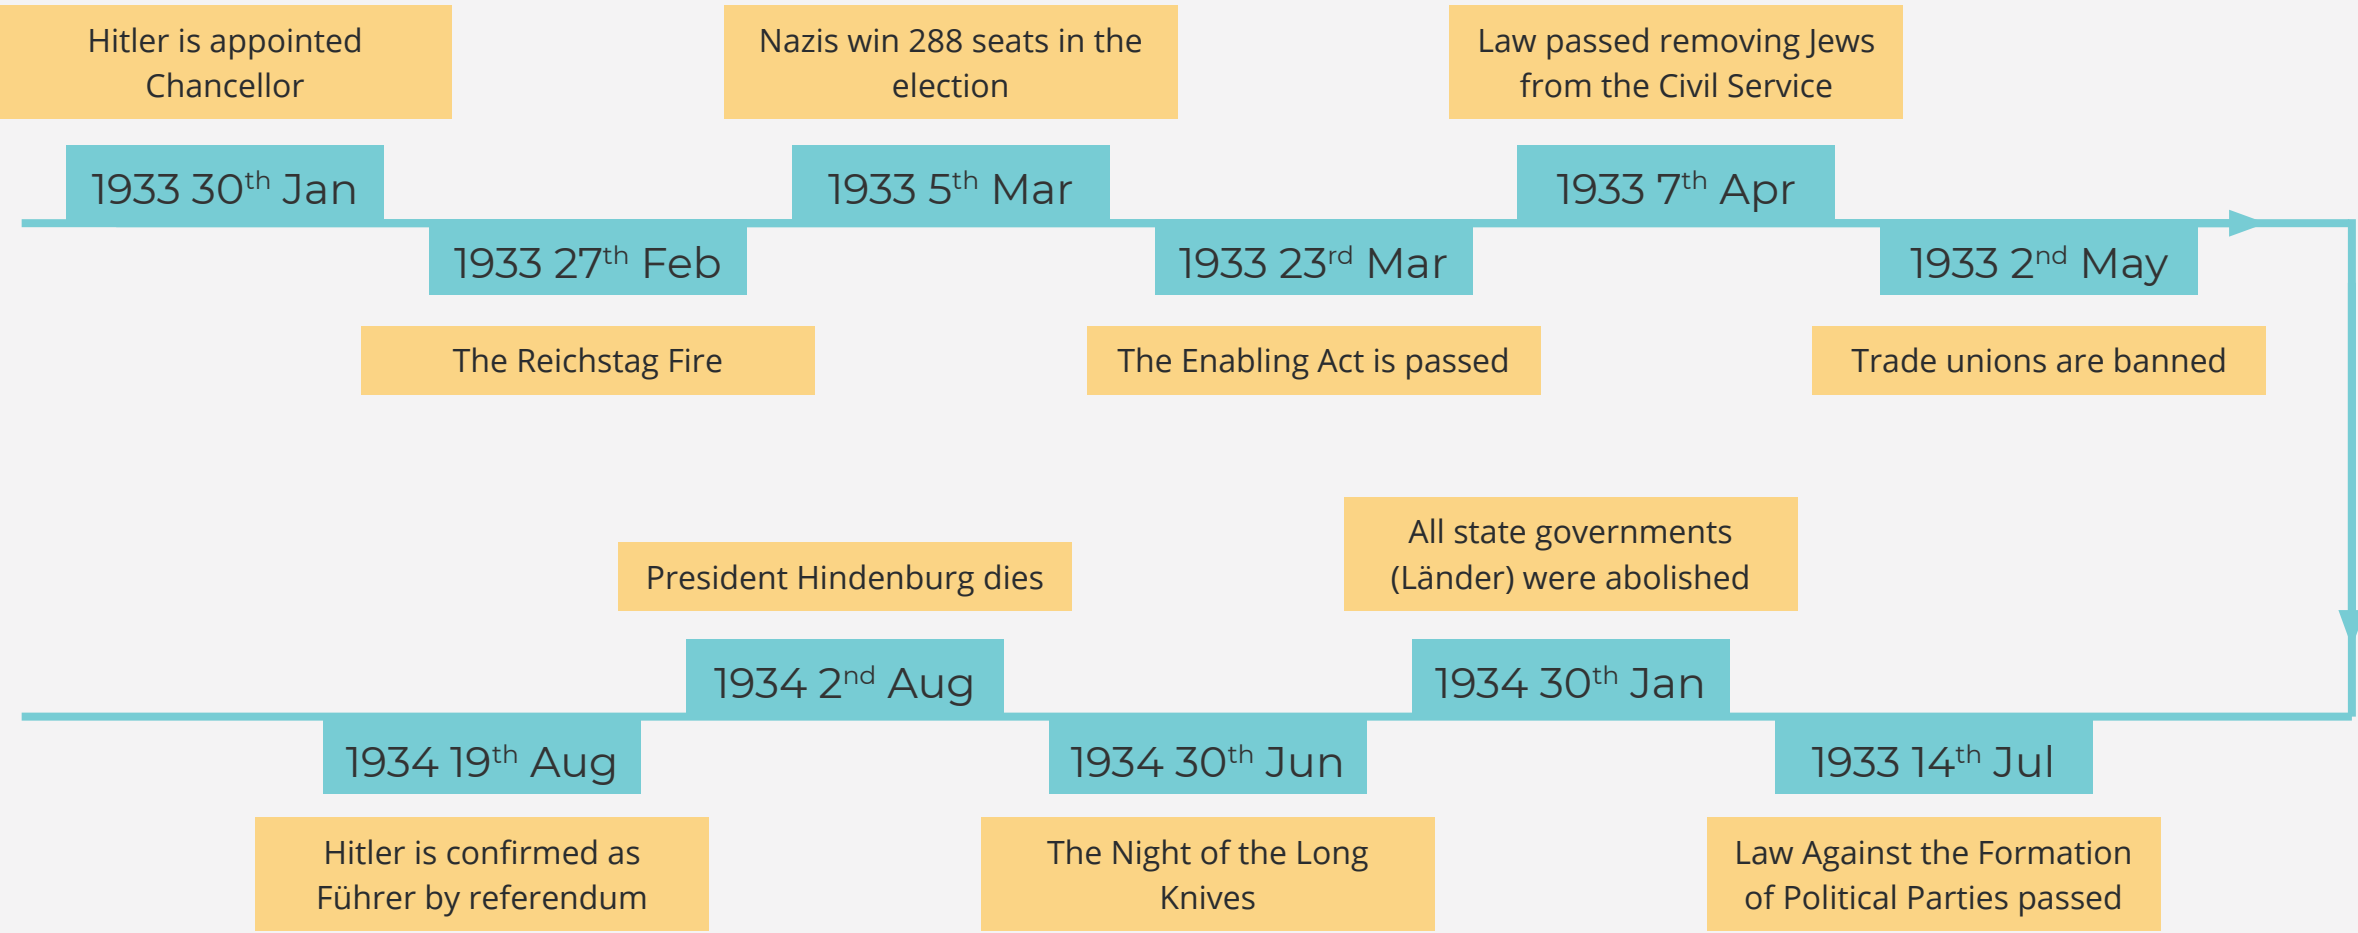 Hitler is appointed
Chancellor
1933 30th Jan
1933 27th Feb
The Reichstag Fire
Nazis win 288 seats in the
election
1933 5th Mar
1933 23rd Mar
The Enabling Act is passed
Law passed removing Jews
from the Civil Service
1933 7th Apr
1933 2nd May
Trade unions are banned
1933 14th Jul
Law Against the Formation
of Political Parties passed
All state governments
(Länder) were abolished
1934 30th Jan
1934 30th Jun
The Night of the Long
Knives
President Hindenburg dies
1934 2nd Aug
1934 19th Aug
Hitler is confirmed as
Führer by referendum